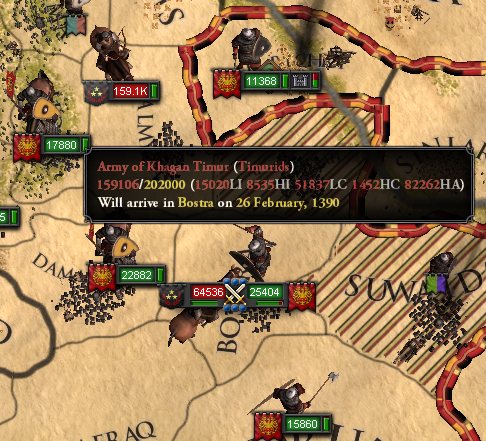 159.1K
11368
17880
Army of Khagan Timur (Timurids)
159106/202000 (15020LI 8535HI 51837LC 1452HC 82262HA)
Will arrive in Bostra on 26 February, 1390
22882
64536
25404
15860